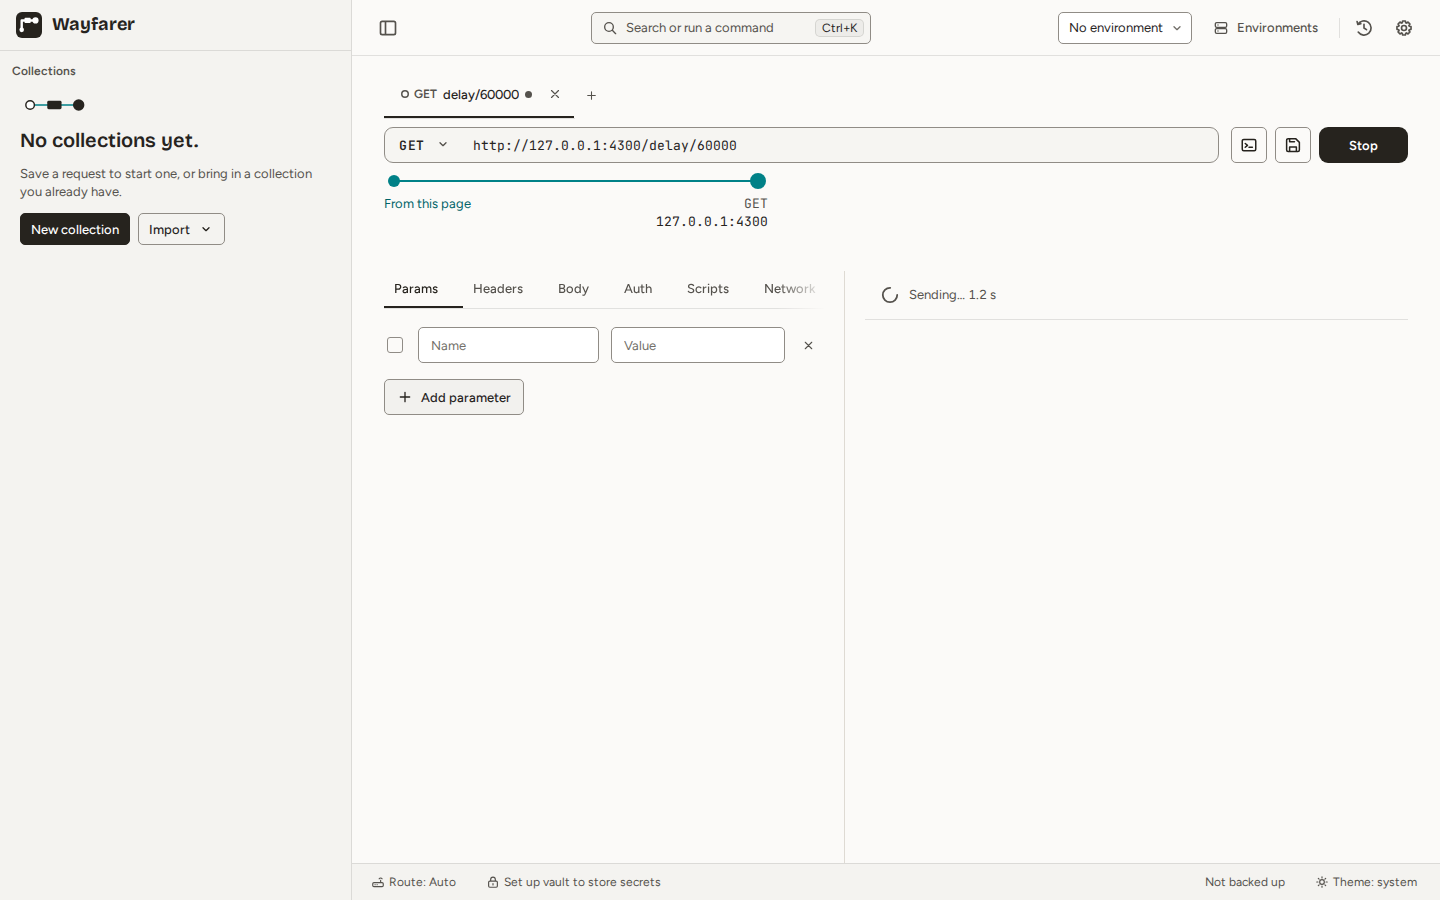 Wayfarer
Search or run a command
Ctrl+K
No environment
Environments
Collections
No collections yet.
Save a request to start one, or bring in a collection
you already have.
New collection
Import
GET delay/60000
GET
http://127.0.0.1:4300/delay/60000
Stop
From this page
GET
127.0.0.1:4300
Params
Headers
Body
Auth
Scripts
Network
Name
Value
Add parameter
Sending… 1.2 s
Route: Auto
Set up vault to store secrets
Not backed up
Theme: system